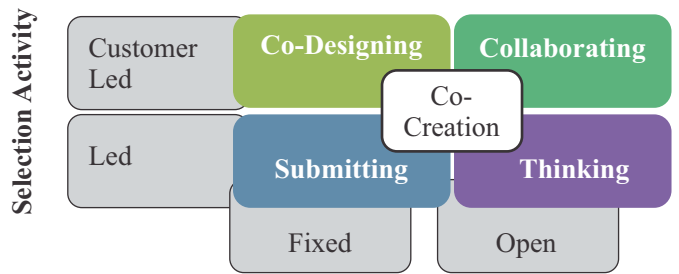 Selection Activity
Customer
Led
Co-Designing
Collaborating
Co-
Creation
Led
Submitting
Thinking
Fixed
Open